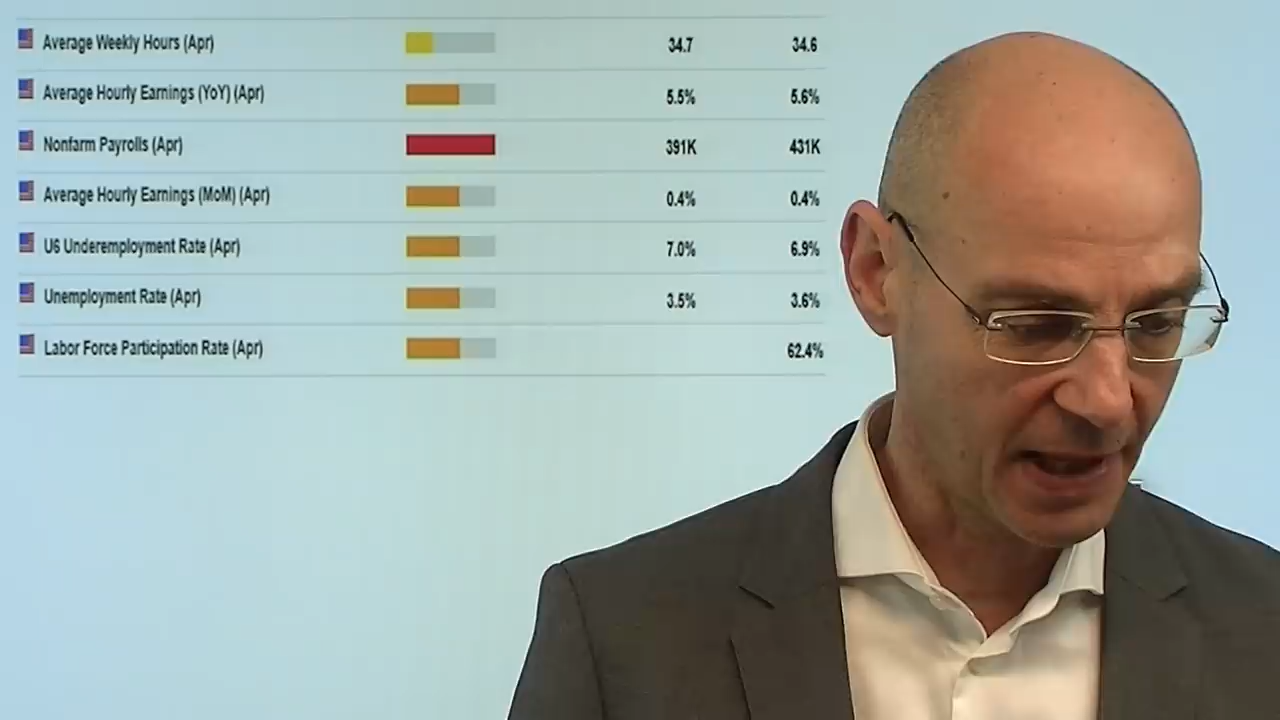 Average Weekly Hours (Apr) 34.7 34.6
Average Hourly Earnings (YoY) (Apr) 5.5% 5.6%
Nonfarm Payrolls (Apr) 391K 431K
Average Hourly Earnings (MoM) (Apr) 0.4% 0.4%
U6 Underemployment Rate (Apr) 7.0% 6.9%
Unemployment Rate (Apr) 3.5% 3.6%
Labor Force Participation Rate (Apr) 62.4%